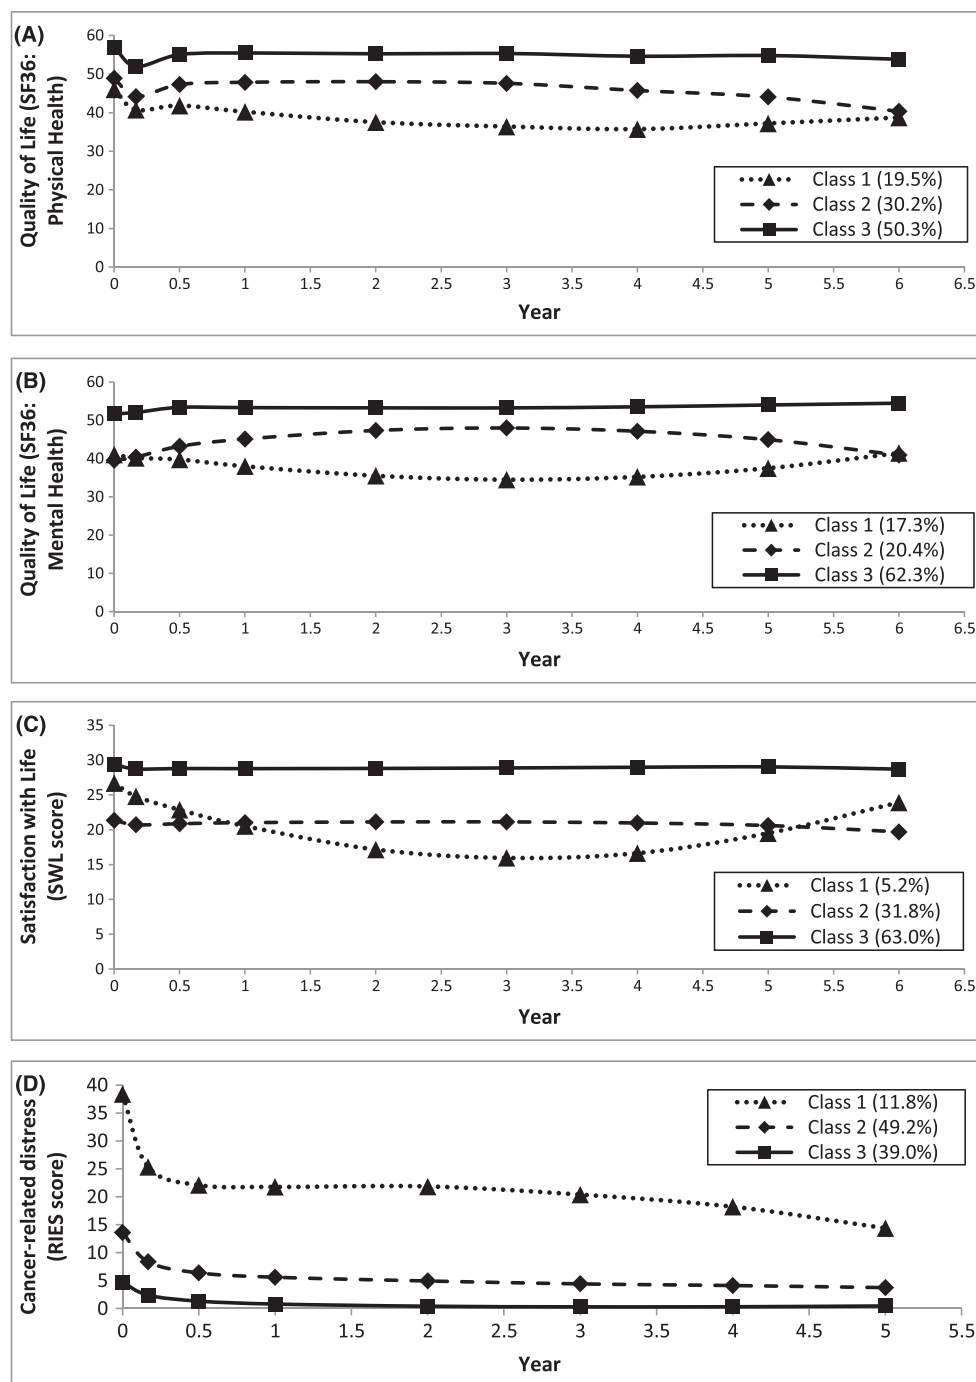 (A)
Quality of Life (SF36:
Physical Health)
60
50
40
30
20
10
0
0 0.5 1 1.5 2 2.5 3 3.5 4 4.5 5 5.5 6 6.5
Year
Class 1 (19.5%)
Class 2 (30.2%)
Class 3 (50.3%)
(B)
Quality of Life (SF36:
Mental Health)
60
50
40
30
20
10
0
0 0.5 1 1.5 2 2.5 3 3.5 4 4.5 5 5.5 6 6.5
Year
Class 1 (17.3%)
Class 2 (20.4%)
Class 3 (62.3%)
(C)
Satisfaction with Life
(SWL score)
35
30
25
20
15
10
5
0
0 0.5 1 1.5 2 2.5 3 3.5 4 4.5 5 5.5 6 6.5
Year
Class 1 (5.2%)
Class 2 (31.8%)
Class 3 (63.0%)
(D)
Cancer-related distress
(RIES score)
40
35
30
25
20
15
10
5
0
0 0.5 1 1.5 2 2.5 3 3.5 4 4.5 5 5.5
Year
Class 1 (11.8%)
Class 2 (49.2%)
Class 3 (39.0%)